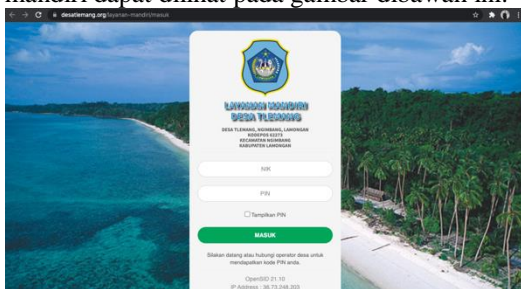 mandiri dapat dilihat pada gambar dibawah ini.
desatlemang.org/layanan-mandiri/masuk
LAYANAN MANDIRI
DESA TLEMANG
DESA TLEMANG, NGIMBANG, LAMONGAN
KODEPOS 62273
KECAMATAN NGIMBANG
KABUPATEN LAMONGAN
NIK
PIN
Tampilkan PIN
MASUK
Silakan datang atau hubungi operator desa untuk
mendapatkan kode PIN anda.
OpenSID 21.10
IP Address : 36.73.248.203